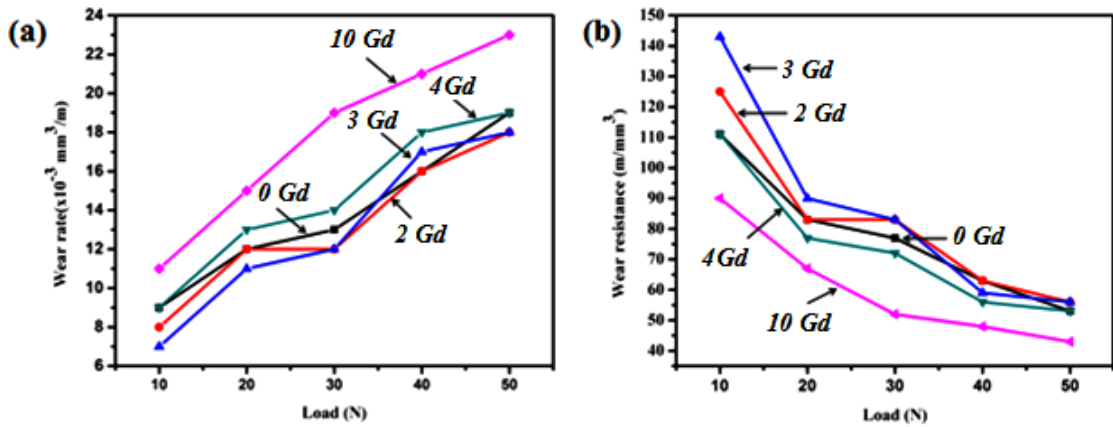 (a)
Wear rate(x10⁻³ mm³/m)
24
22
20
18
16
14
12
10
8
6
10 Gd
4Gd
3 Gd
0 Gd
2 Gd
10
20
30
40
50
Load (N)
(b)
Wear resistance (m/mm³)
150
140
130
120
110
100
90
80
70
60
50
40
3 Gd
2 Gd
0 Gd
4Gd
10 Gd
10
20
30
40
50
Load (N)